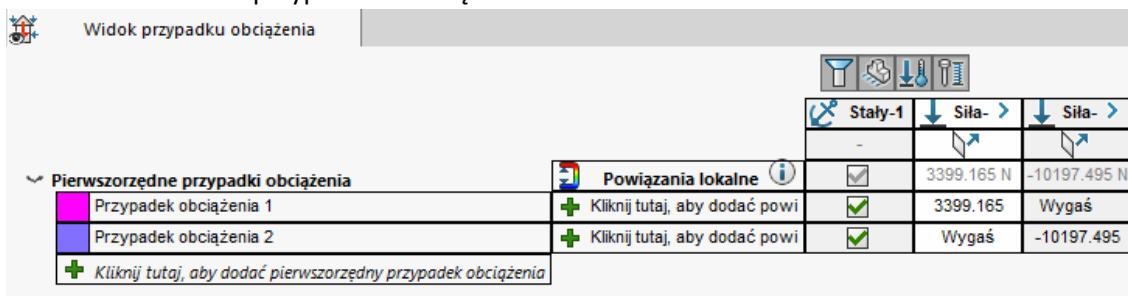 Widok przypadku obciążenia
Stały-1 Siła- > Siła- >
-
Pierwszorzędne przypadki obciążenia Powiązania lokalne 3399.165 N -10197.495 N
Przypadek obciążenia 1 Kliknij tutaj, aby dodać powi 3399.165 Wygaś
Przypadek obciążenia 2 Kliknij tutaj, aby dodać powi Wygaś -10197.495
Kliknij tutaj, aby dodać pierwszorzędny przypadek obciążenia